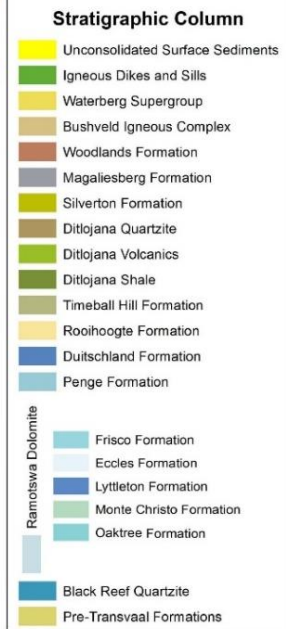 Stratigraphic Column
Unconsolidated Surface Sediments
Igneous Dikes and Sills
Waterberg Supergroup
Bushveld Igneous Complex
Woodlands Formation
Magaliesberg Formation
Silverton Formation
Ditlojana Quartzite
Ditlojana Volcanics
Ditlojana Shale
Timeball Hill Formation
Rooihoogte Formation
Duitschland Formation
Penge Formation
Ramotswa Dolomite
Frisco Formation
Eccles Formation
Lyttleton Formation
Monte Christo Formation
Oaktree Formation
Black Reef Quartzite
Pre-Transvaal Formations